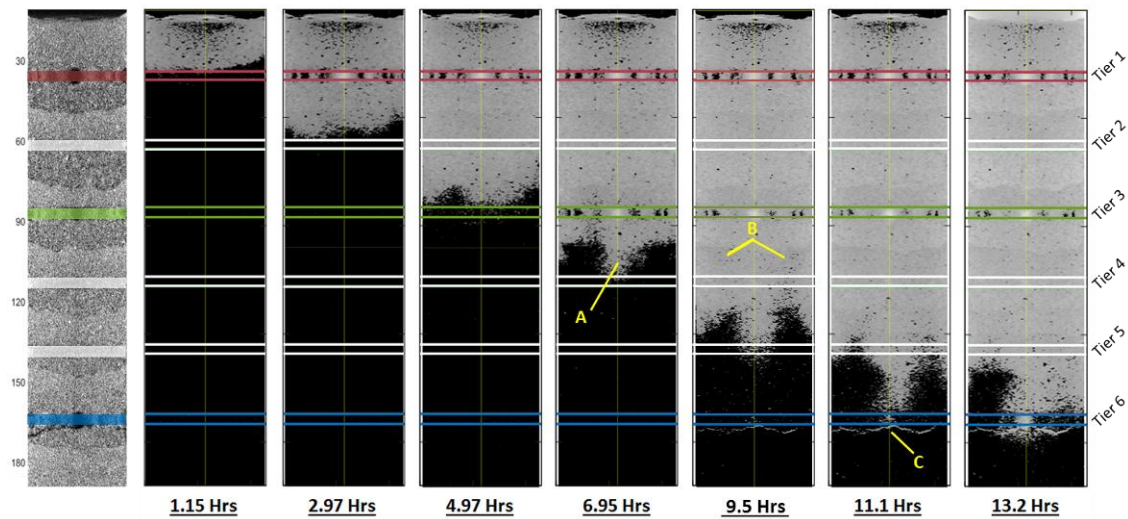 30
60
90
120
150
180
Tier 1
Tier 2
Tier 3
Tier 4
Tier 5
Tier 6
A
B
C
1.15 Hrs
2.97 Hrs
4.97 Hrs
6.95 Hrs
9.5 Hrs
11.1 Hrs
13.2 Hrs